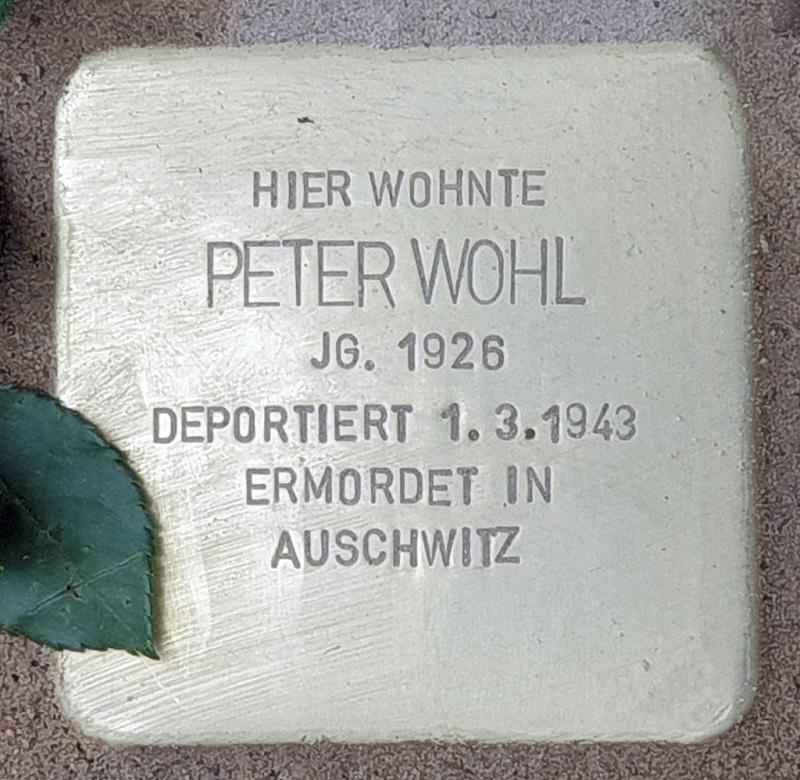 HIER WOHNTE
PETER WOHL
JG. 1926
DEPORTIERT 1.3.1943
ERMORDET IN
AUSCHWITZ